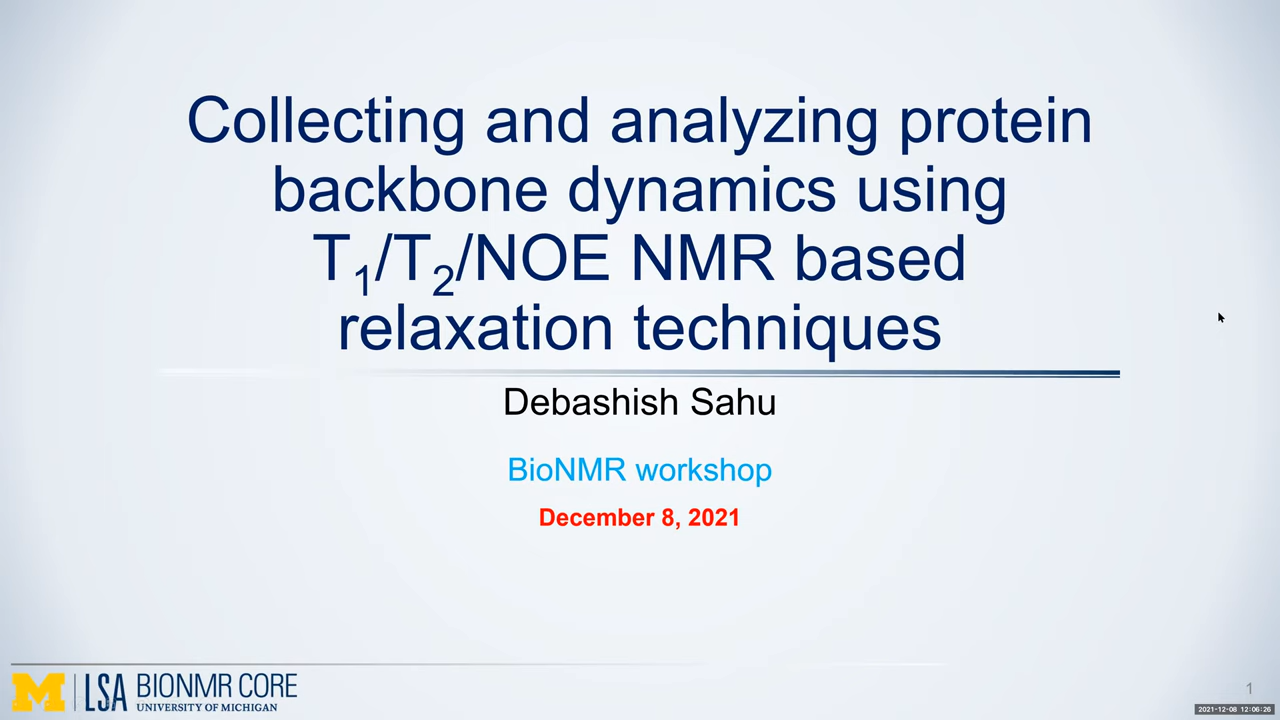 Collecting and analyzing protein
backbone dynamics using
T₁/T₂/NOE NMR based
relaxation techniques
Debashish Sahu
BioNMR workshop
December 8, 2021
M | LSA BIONMR CORE
UNIVERSITY OF MICHIGAN
1
2021-12-08 12:06:26